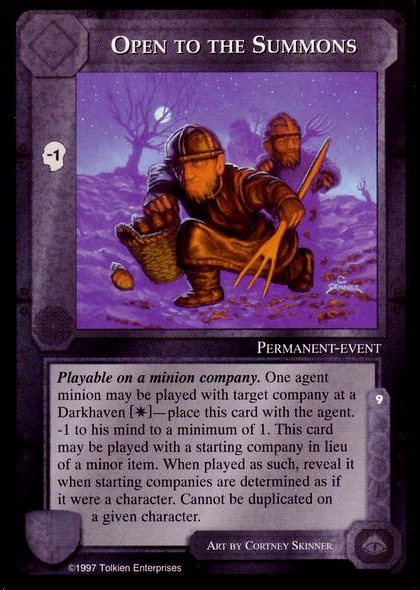 OPEN TO THE SUMMONS
-1
C
SKINNER
PERMANENT-EVENT
Playable on a minion company. One agent
minion may be played with target company at a
Darkhaven [✷]—place this card with the agent.
-1 to his mind to a minimum of 1. This card
may be played with a starting company in lieu
of a minor item. When played as such, reveal it
when starting companies are determined as if
it were a character. Cannot be duplicated on
a given character.
9
1
ART BY CORTNEY SKINNER
©1997 Tolkien Enterprises